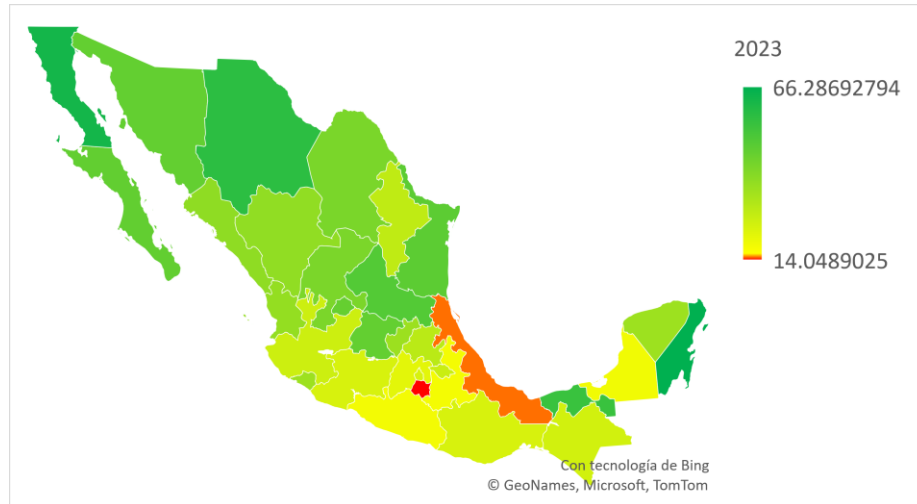 2023
66.28692794
14.0489025
Con tecnología de Bing
© GeoNames, Microsoft, TomTom